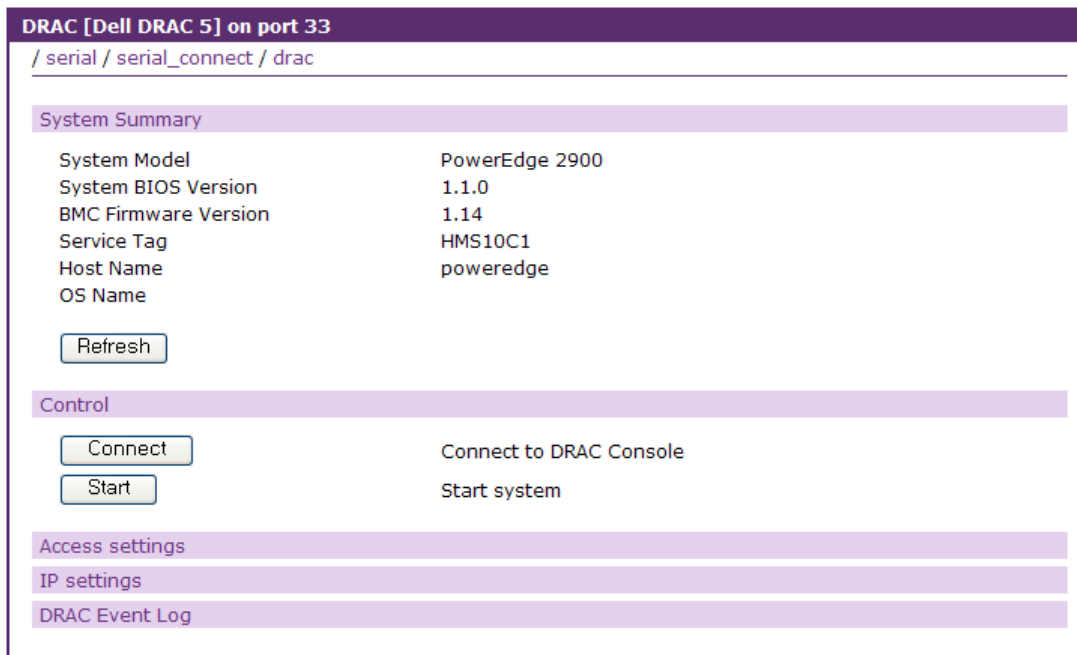 DRAC [Dell DRAC 5] on port 33
/ serial / serial_connect / drac
System Summary
System Model PowerEdge 2900
System BIOS Version 1.1.0
BMC Firmware Version 1.14
Service Tag HMS10C1
Host Name poweredge
OS Name
Refresh
Control
Connect Connect to DRAC Console
Start Start system
Access settings
IP settings
DRAC Event Log